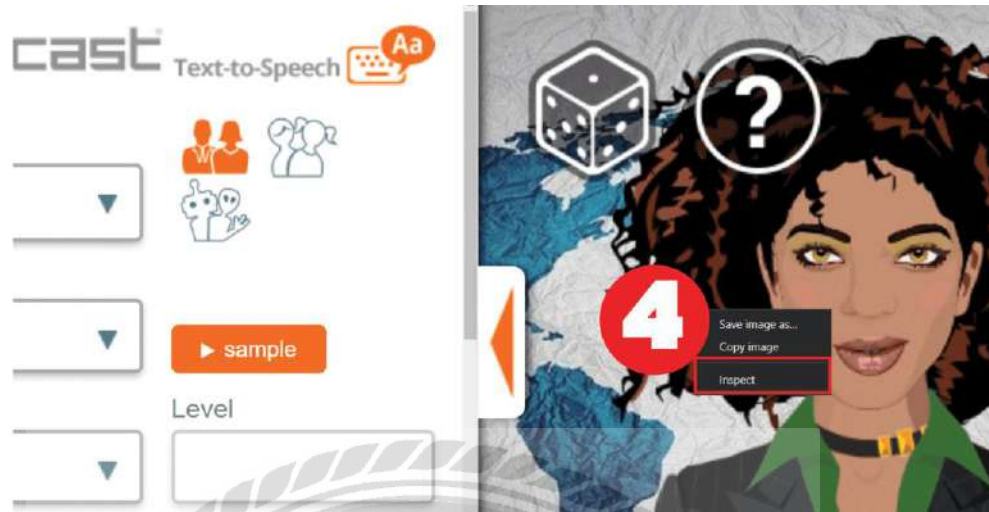 cast
Text-to-Speech
Aa
?
4
Save image as...
Copy image
Inspect
sample
Level